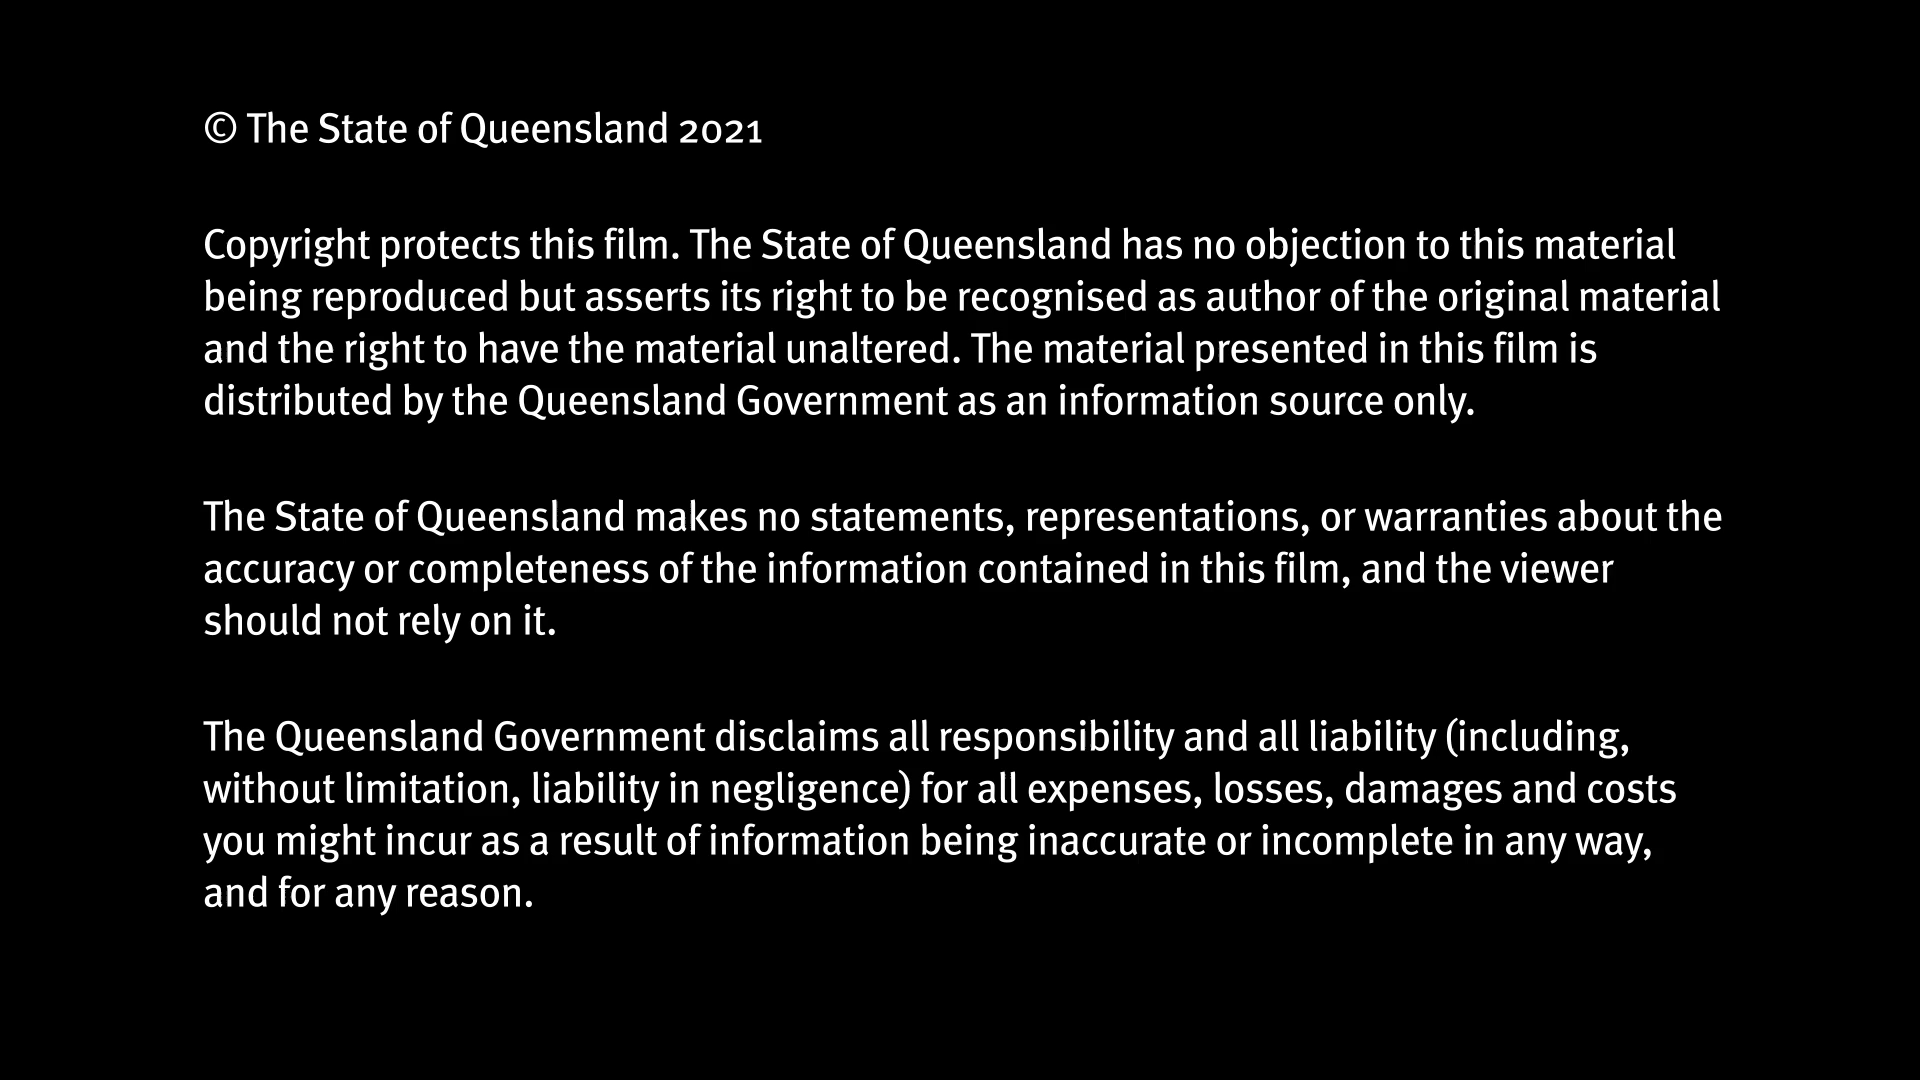 © The State of Queensland 2021
Copyright protects this film. The State of Queensland has no objection to this material
being reproduced but asserts its right to be recognised as author of the original material
and the right to have the material unaltered. The material presented in this film is
distributed by the Queensland Government as an information source only.
The State of Queensland makes no statements, representations, or warranties about the
accuracy or completeness of the information contained in this film, and the viewer
should not rely on it.
The Queensland Government disclaims all responsibility and all liability (including,
without limitation, liability in negligence) for all expenses, losses, damages and costs
you might incur as a result of information being inaccurate or incomplete in any way,
and for any reason.